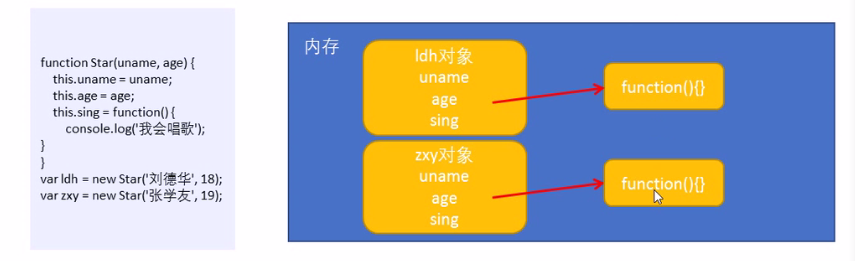 function Star(uname, age) {
this.uname = uname;
this.age = age;
this.sing = function() {
console.log('我会唱歌');
}
}
var ldh = new Star('刘德华', 18);
var zxy = new Star('张学友', 19);
内存
ldh对象
uname
age
sing
function(){}
zxy对象
uname
age
sing
function(){}